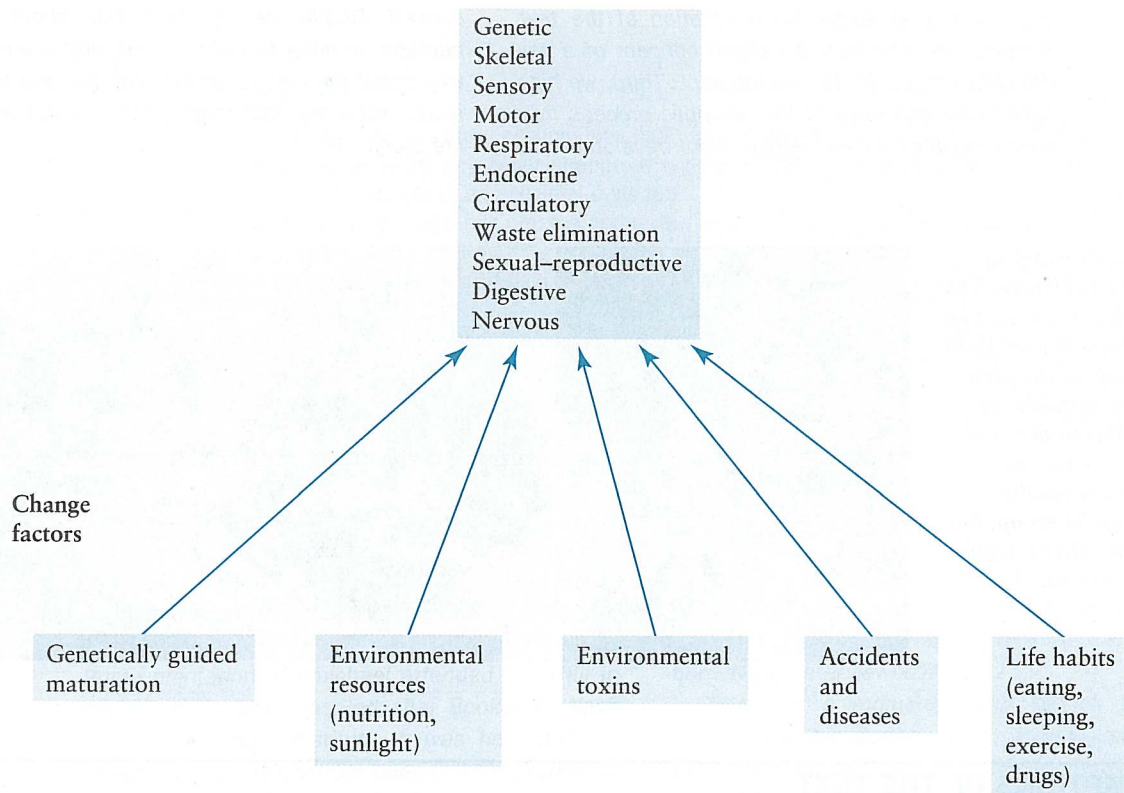 Genetic
Skeletal
Sensory
Motor
Respiratory
Endocrine
Circulatory
Waste elimination
Sexual–reproductive
Digestive
Nervous
Change
factors
Genetically guided
maturation
Environmental
resources
(nutrition,
sunlight)
Environmental
toxins
Accidents
and
diseases
Life habits
(eating,
sleeping,
exercise,
drugs)